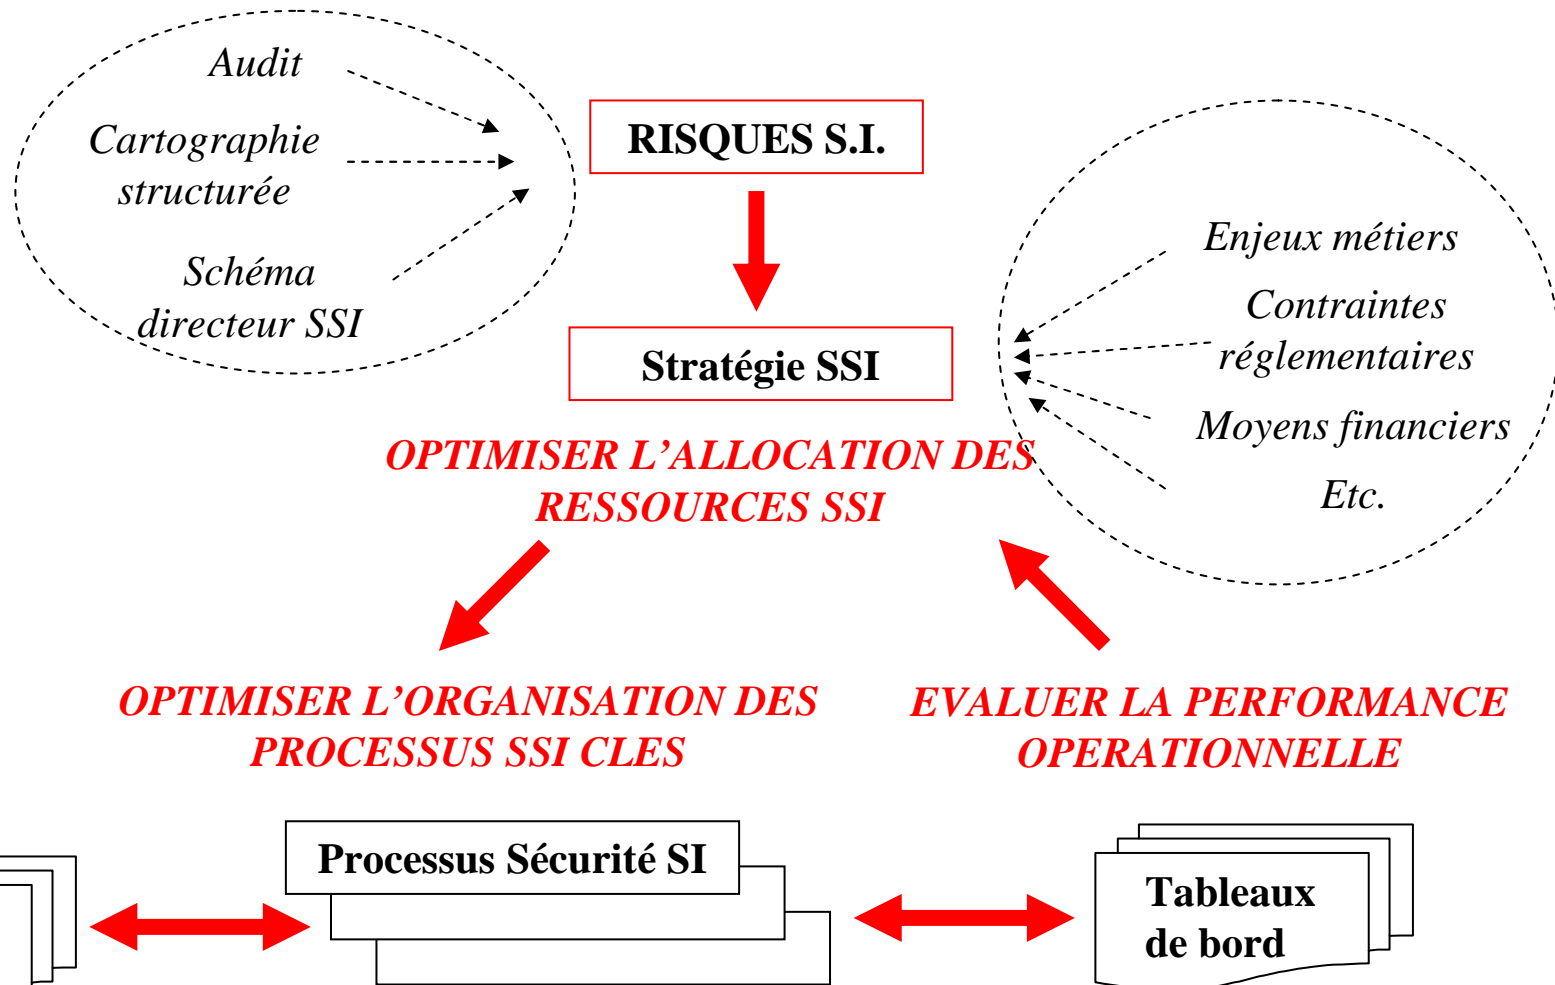 Audit
Cartographie
structurée
Schéma
directeur SSI
RISQUES S.I.
Enjeux métiers
Contraintes
réglementaires
Moyens financiers
Etc.
Stratégie SSI
OPTIMISER L’ALLOCATION DES
RESSOURCES SSI
OPTIMISER L’ORGANISATION DES
PROCESSUS SSI CLES
EVALUER LA PERFORMANCE
OPERATIONNELLE
Processus Sécurité SI
Tableaux
de bord